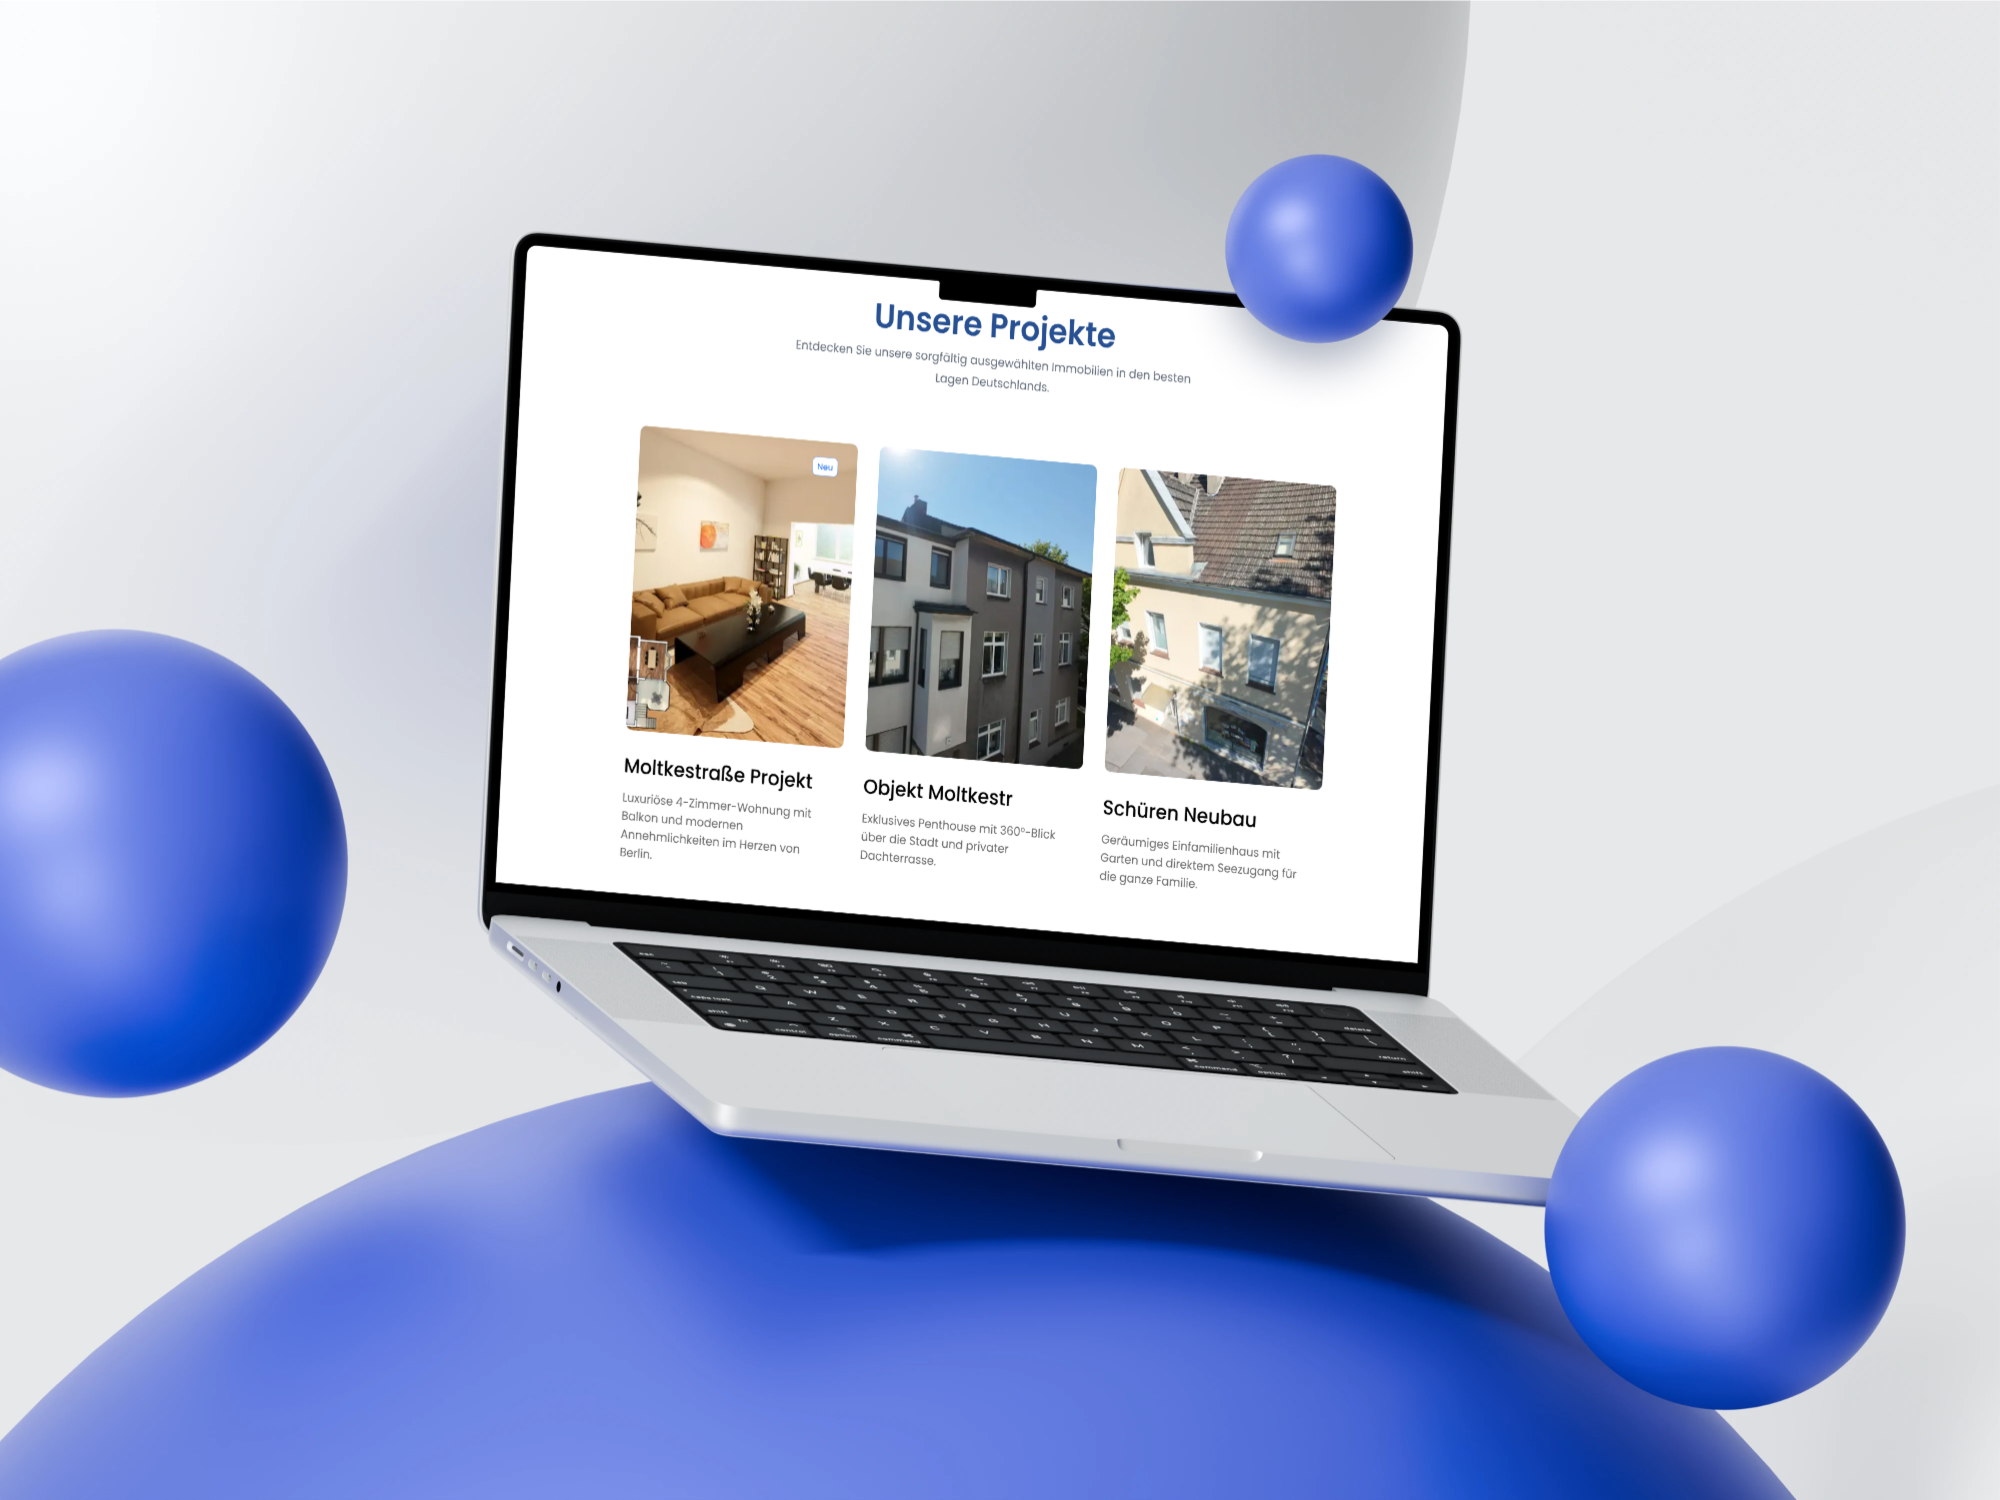 Unsere Projekte
Entdecken Sie unsere sorgfältig ausgewählten Immobilien in den besten
Lagen Deutschlands.
Neu
Moltkestraße Projekt
Luxuriöse 4-Zimmer-Wohnung mit
Balkon und modernen
Annehmlichkeiten im Herzen von
Berlin.
Objekt Moltkestr
Exklusives Penthouse mit 360°-Blick
über die Stadt und privater
Dachterrasse.
Schüren Neubau
Geräumiges Einfamilienhaus mit
Garten und direktem Seezugang für
die ganze Familie.